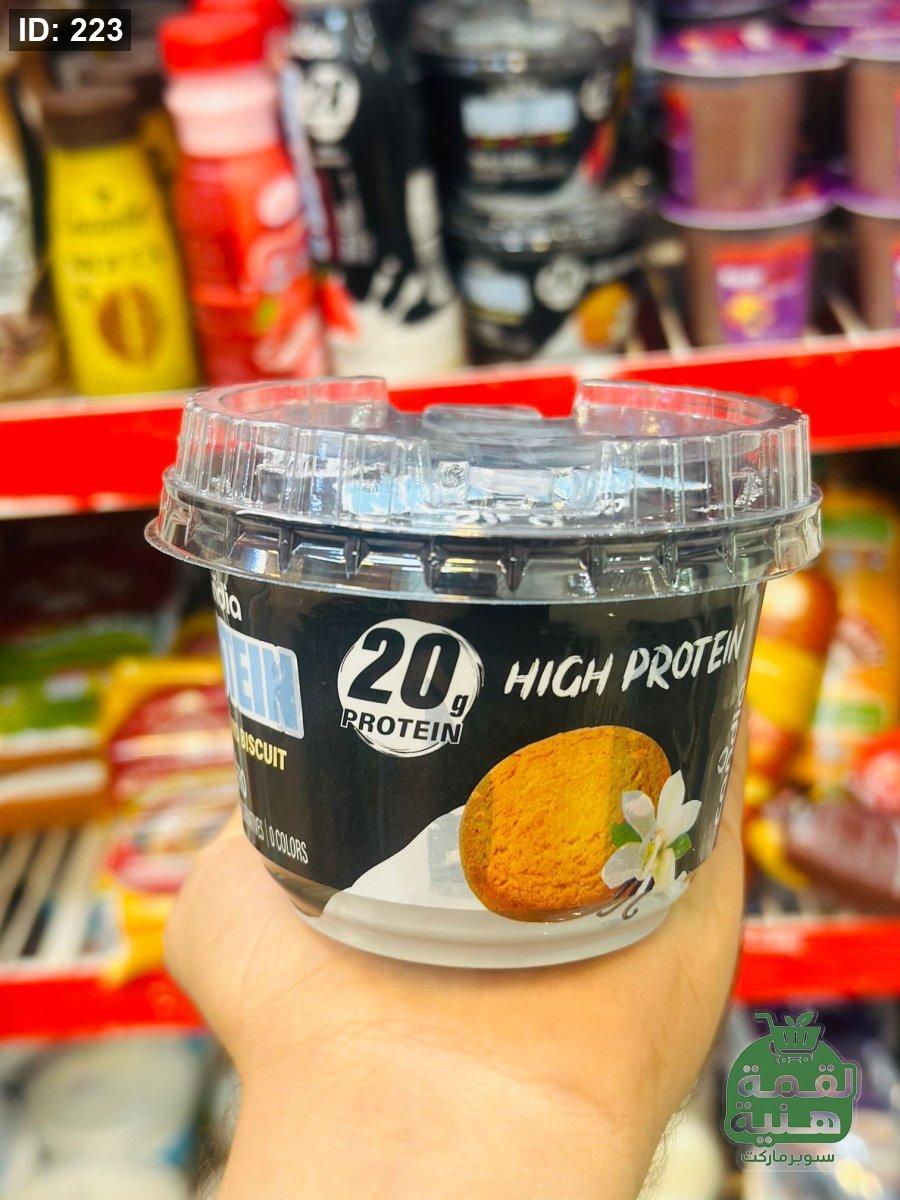 ID: 223
20g
PROTEIN
HIGH PROTEIN
BISCUIT
0 COLORS
لقمة
هنية
سوبرماركت